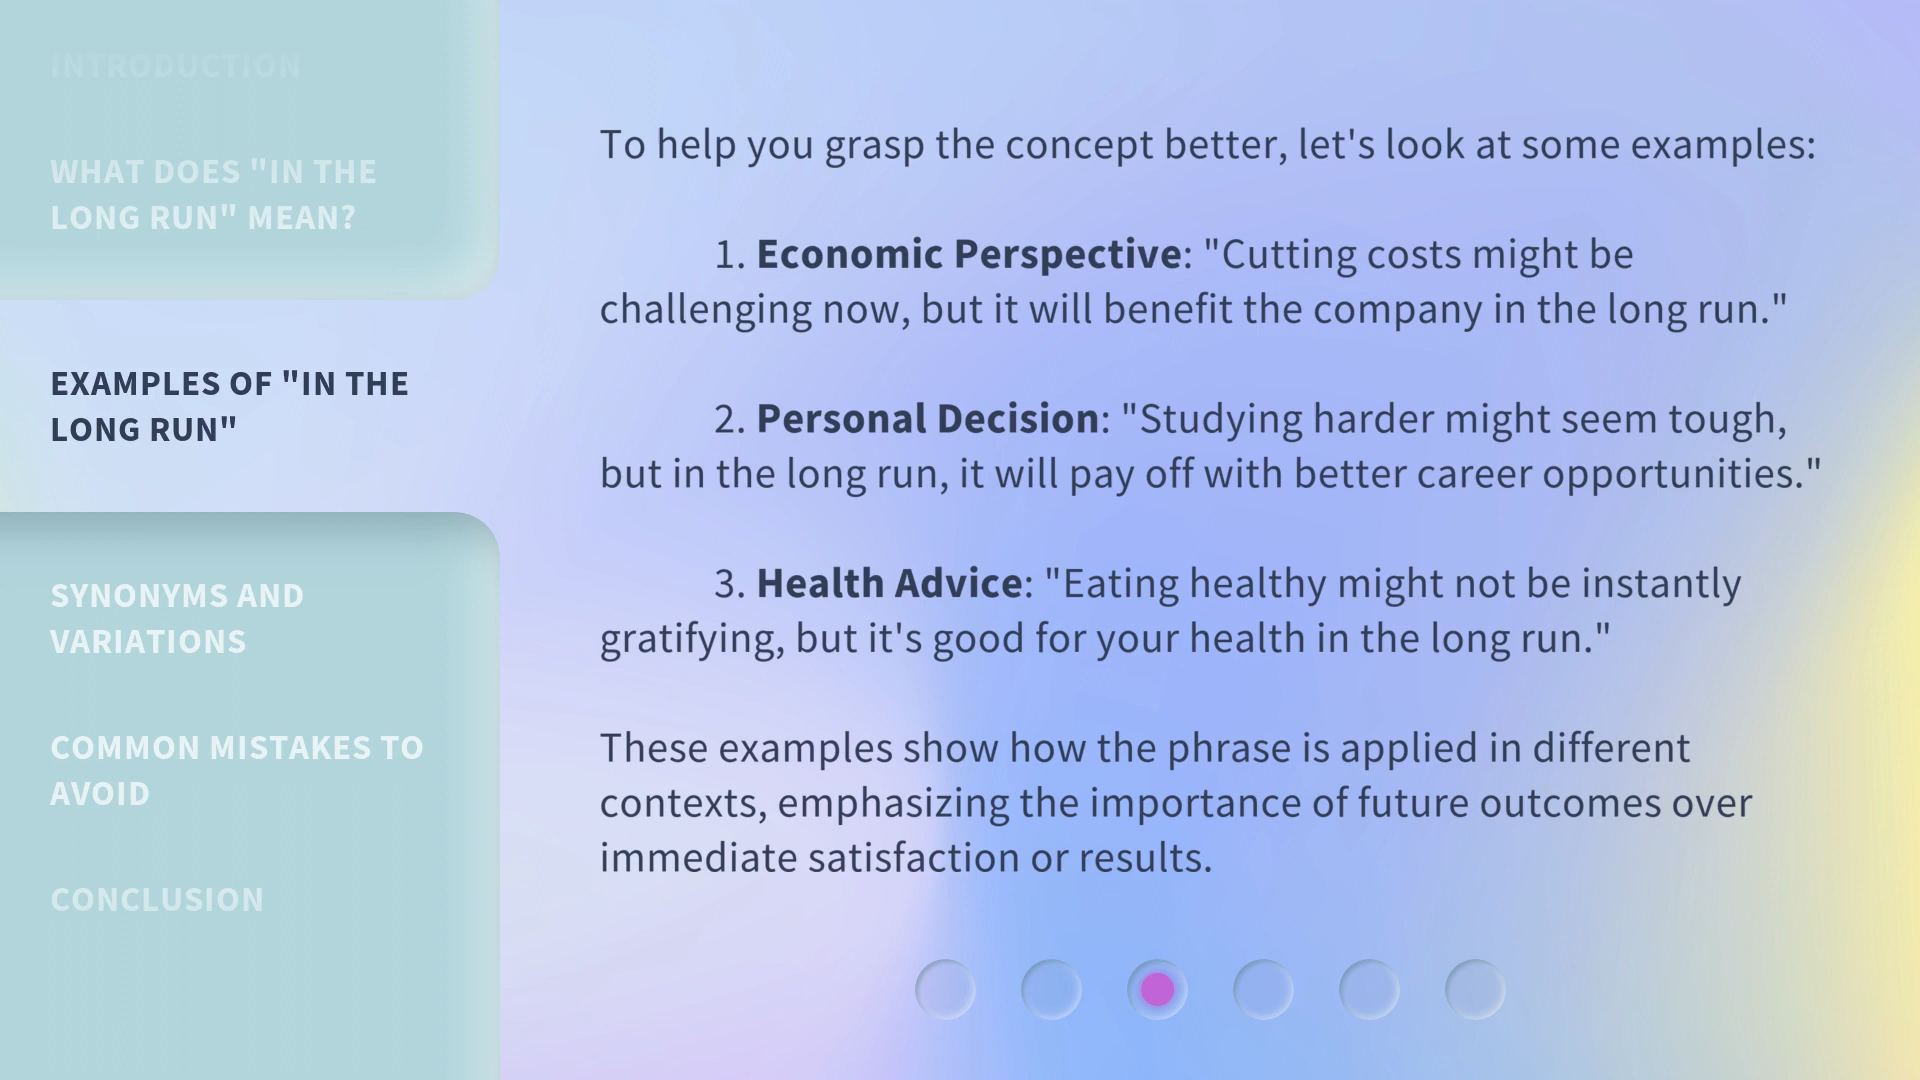 INTRODUCTION
WHAT DOES "IN THE
LONG RUN" MEAN?
EXAMPLES OF "IN THE
LONG RUN"
SYNONYMS AND
VARIATIONS
COMMON MISTAKES TO
AVOID
CONCLUSION
To help you grasp the concept better, let's look at some examples:
1. Economic Perspective: "Cutting costs might be
challenging now, but it will benefit the company in the long run."
2. Personal Decision: "Studying harder might seem tough,
but in the long run, it will pay off with better career opportunities."
3. Health Advice: "Eating healthy might not be instantly
gratifying, but it's good for your health in the long run."
These examples show how the phrase is applied in different
contexts, emphasizing the importance of future outcomes over
immediate satisfaction or results.